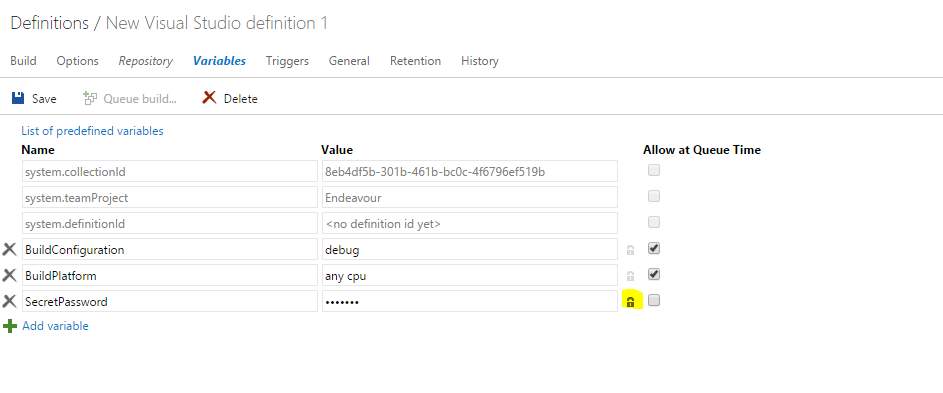 Definitions / New Visual Studio definition 1
Build Options Repository Variables Triggers General Retention History
Save Queue build... Delete
List of predefined variables
Name Value Allow at Queue Time
system.collectionId 8eb4df5b-301b-461b-bc0c-4f6796ef519b
system.teamProject Endeavour
system.definitionId <no definition id yet>
BuildConfiguration debug
BuildPlatform any cpu
SecretPassword •••••••
Add variable